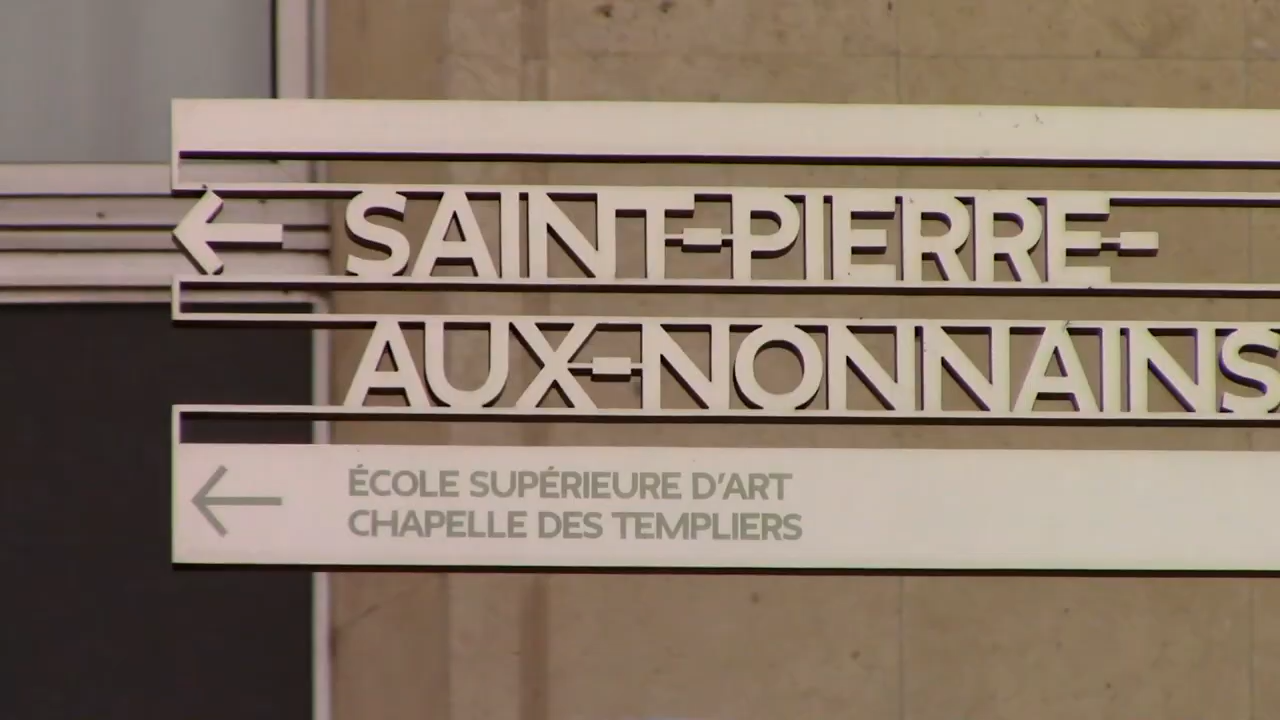 SAINT-PIERRE-
AUX-NONNAINS
ÉCOLE SUPÉRIEURE D'ART
CHAPELLE DES TEMPLIERS